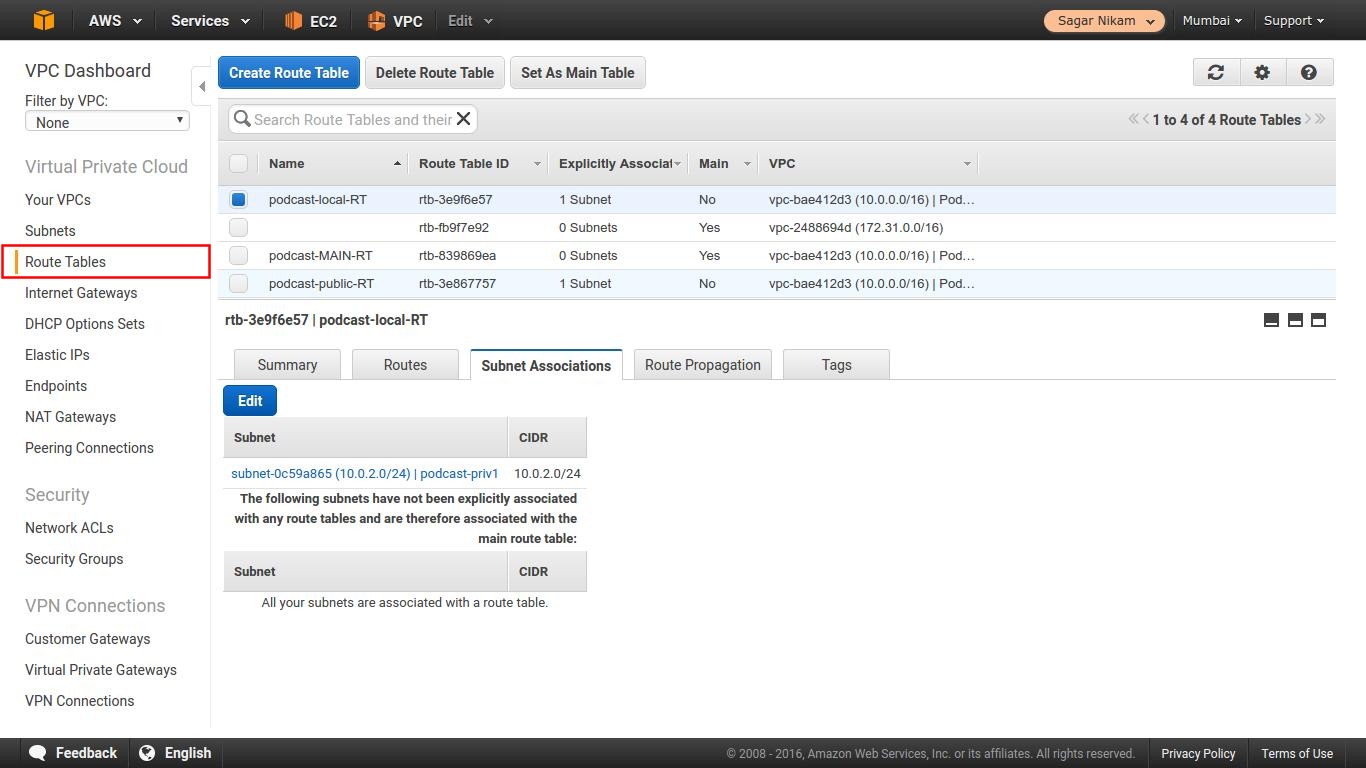 AWS Services EC2 VPC Edit Sagar Nikam Mumbai Support
VPC Dashboard
Filter by VPC:
None
Virtual Private Cloud
Your VPCs
Subnets
Route Tables
Internet Gateways
DHCP Options Sets
Elastic IPs
Endpoints
NAT Gateways
Peering Connections
Security
Network ACLs
Security Groups
VPN Connections
Customer Gateways
Virtual Private Gateways
VPN Connections
Create Route Table Delete Route Table Set As Main Table
Search Route Tables and their 1 to 4 of 4 Route Tables
Name Route Table ID Explicitly Associat Main VPC
podcast-local-RT rtb-3e9f6e57 1 Subnet No vpc-bae412d3 (10.0.0.0/16) | Pod…
rtb-fb9f7e92 0 Subnets Yes vpc-2488694d (172.31.0.0/16)
podcast-MAIN-RT rtb-839869ea 0 Subnets Yes vpc-bae412d3 (10.0.0.0/16) | Pod…
podcast-public-RT rtb-3e867757 1 Subnet No vpc-bae412d3 (10.0.0.0/16) | Pod…
rtb-3e9f6e57 | podcast-local-RT
Summary Routes Subnet Associations Route Propagation Tags
Edit
Subnet CIDR
subnet-0c59a865 (10.0.2.0/24) | podcast-priv1 10.0.2.0/24
The following subnets have not been explicitly associated
with any route tables and are therefore associated with the
main route table:
Subnet CIDR
All your subnets are associated with a route table.
Feedback English © 2008 - 2016, Amazon Web Services, Inc. or its affiliates. All rights reserved. Privacy Policy Terms of Use